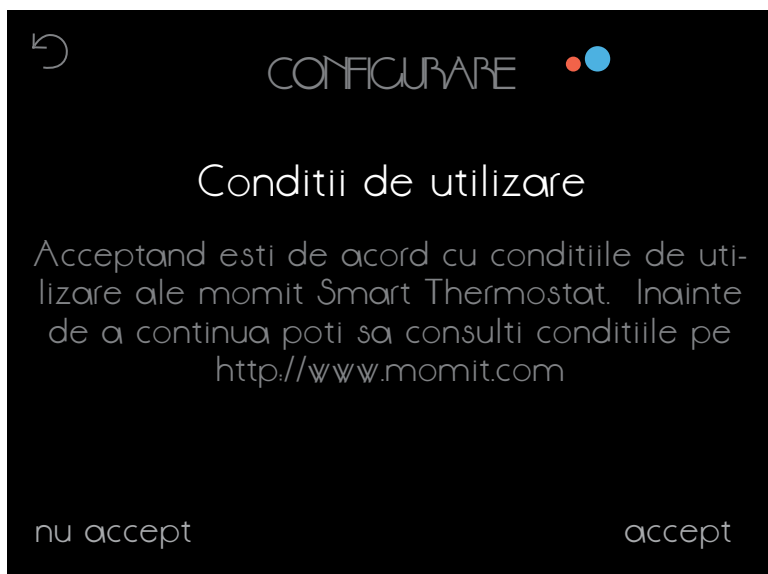 CONFIGURARE
Conditii de utilizare
Acceptand esti de acord cu conditiile de uti-
lizare ale momit Smart Thermostat. Inainte
de a continua poti sa consulti conditiile pe
http://www.momit.com
nu accept
accept